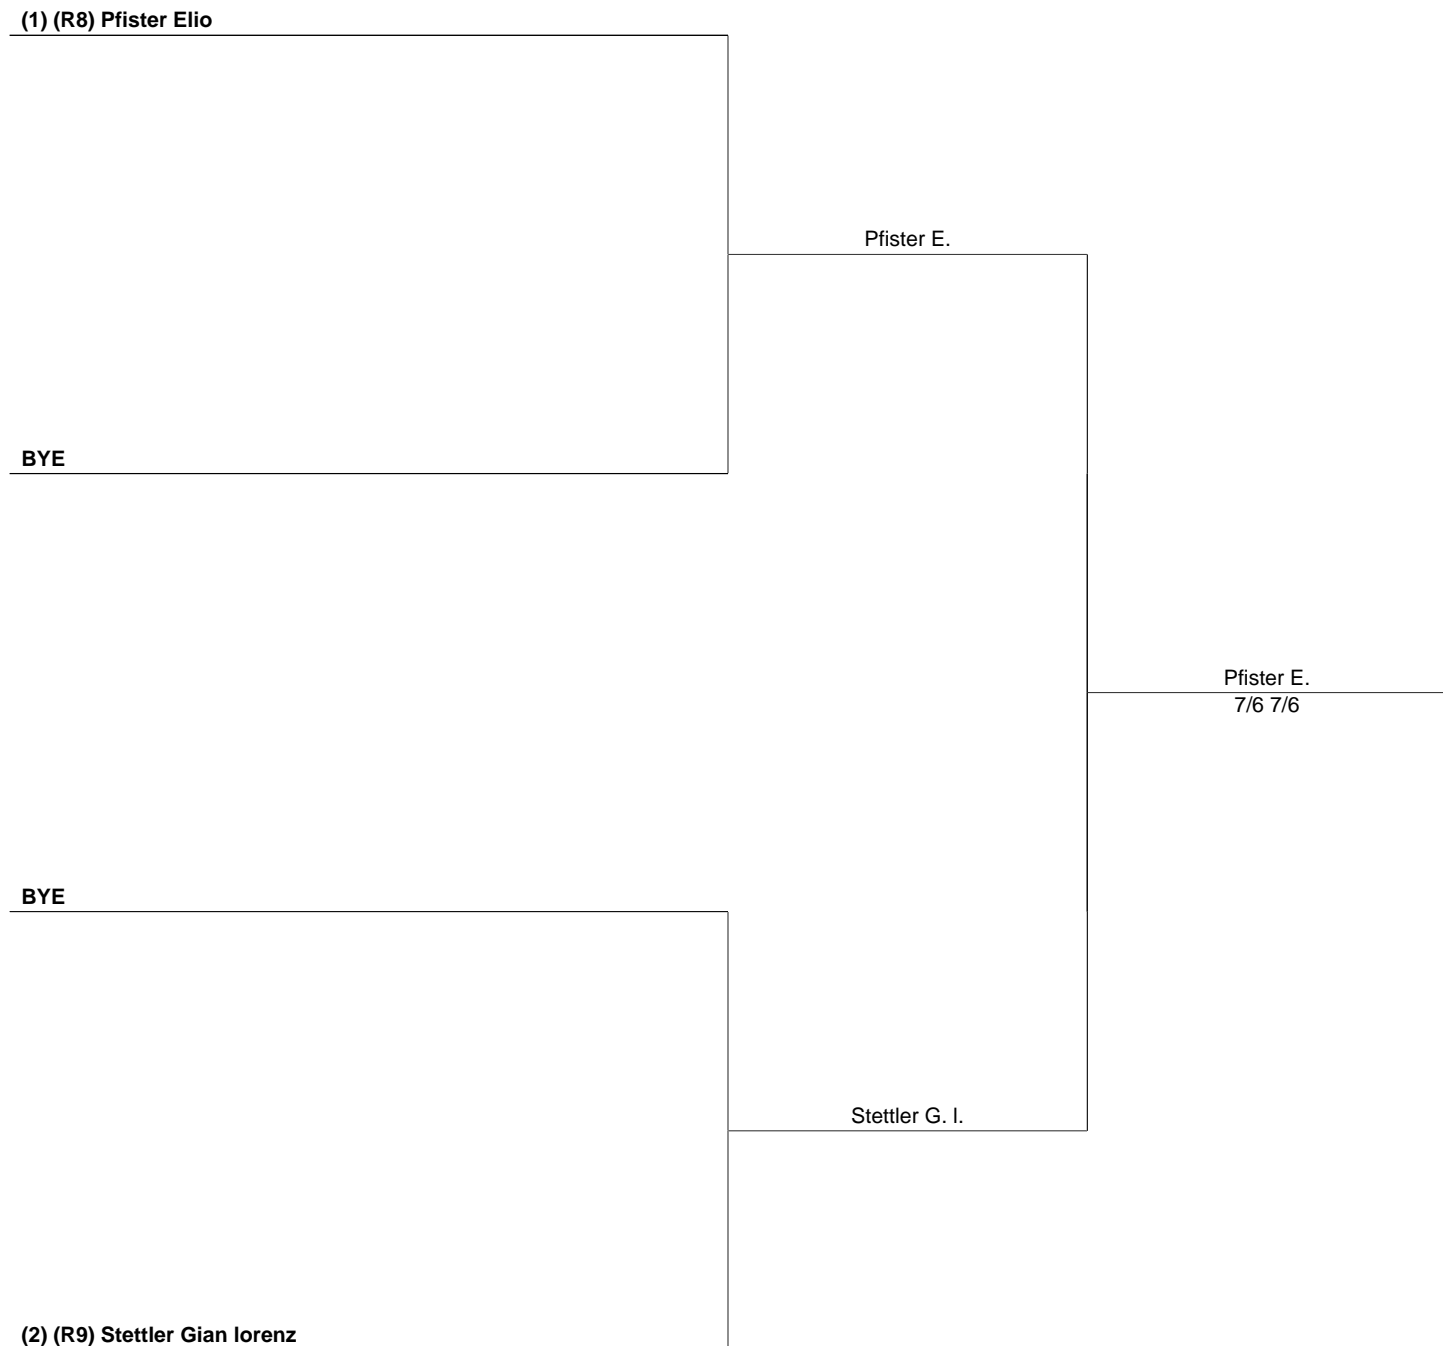 (1) (R8) Pfister Elio
Pfister E.
BYE
Pfister E.
7/6 7/6
BYE
Stettler G. l.
(2) (R9) Stettler Gian lorenz